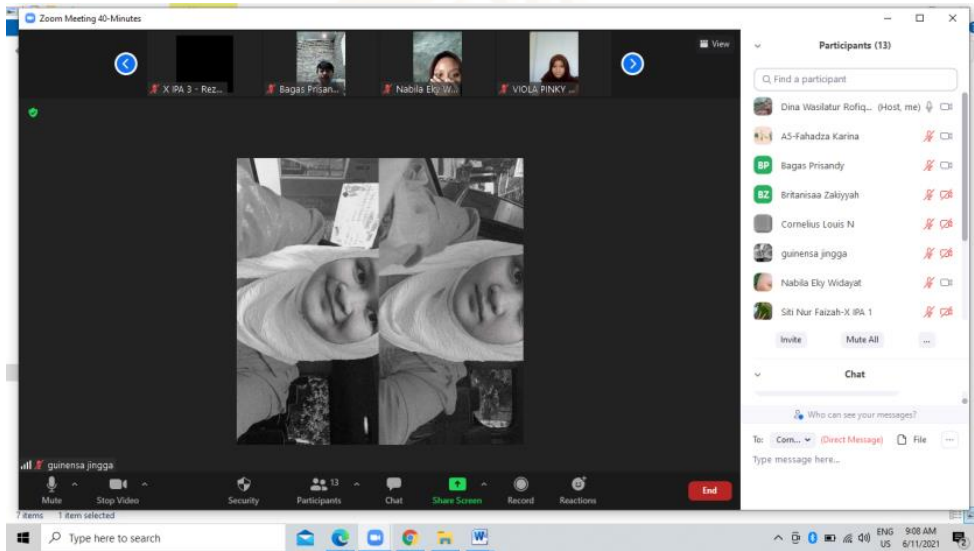 Zoom Meeting 40-Minutes
View
X IPA 3 - Rez...
Bagas Prisan...
Nabila Eky W...
VIOLA PINKY ...
guinensa jingga
Mute
Stop Video
Security
13
Participants
Chat
Share Screen
Record
Reactions
End
Participants (13)
Find a participant
Dina Wasilatur Rofiq... (Host, me)
A5-Fahadza Karina
BP Bagas Prisandy
BZ Britanisaa Zakiyyah
Cornelius Louis N
guinensa jingga
Nabila Eky Widayat
Siti Nur Faizah-X IPA 1
Invite Mute All ...
Chat
Who can see your messages?
To: Corn... (Direct Message) File ...
Type message here...
7 items 1 item selected
Type here to search
ENG 9:08 AM
US 6/11/2021
2